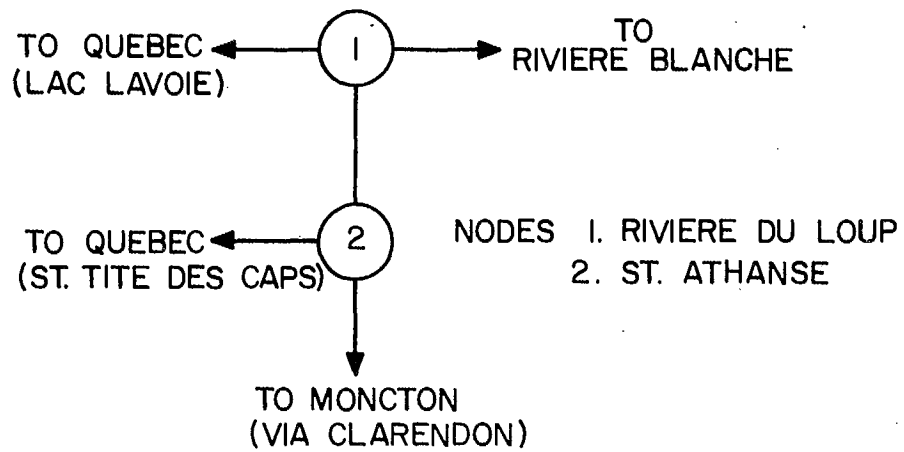 TO QUEBEC
(LAC LAVOIE)
1
TO
RIVIERE BLANCHE
TO QUEBEC
(ST. TITE DES CAPS)
2
NODES 1. RIVIERE DU LOUP
2. ST. ATHANSE
TO MONCTON
(VIA CLARENDON)